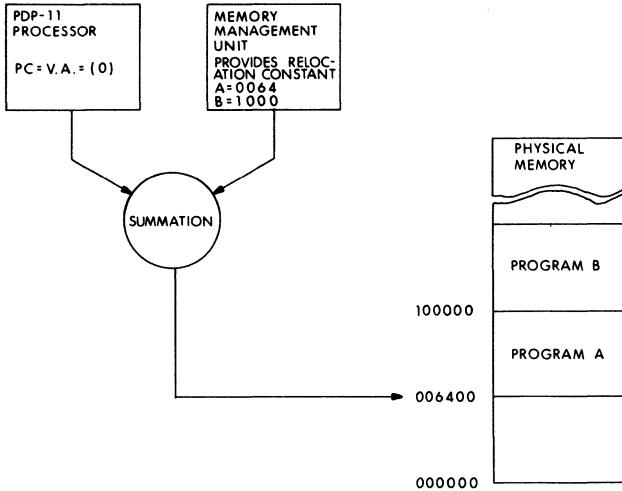 PDP-11
PROCESSOR
PC = V.A. = (0)
MEMORY
MANAGEMENT
UNIT
PROVIDES RELOC-
ATION CONSTANT
A=0064
B=1000
SUMMATION
PHYSICAL
MEMORY
PROGRAM B
100000
PROGRAM A
006400
000000